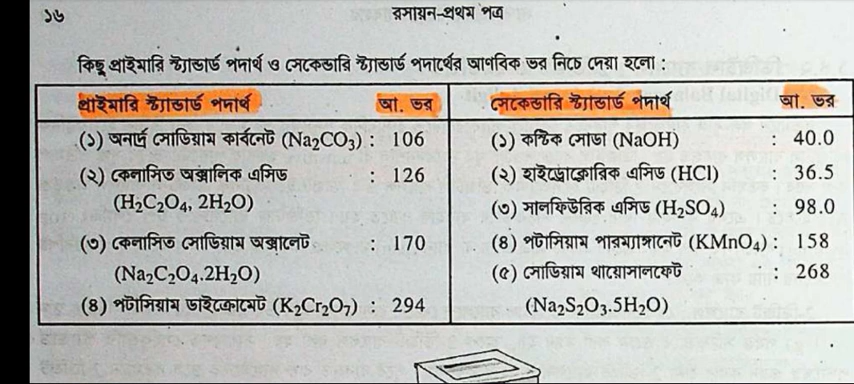 ১৬
রসায়ন-প্রথম পত্র
কিছু প্রাইমারি স্ট্যান্ডার্ড পদার্থ ও সেকেন্ডারি স্ট্যান্ডার্ড পদার্থের আণবিক ভর নিচে দেয়া হলো :
প্রাইমারি স্ট্যান্ডার্ড পদার্থ আ. ভর
(১) অনার্দ্র সোডিয়াম কার্বনেট (Na₂CO₃) : 106
(২) কেলাসিত অক্সালিক এসিড : 126
(H₂C₂O₄, 2H₂O)
(৩) কেলাসিত সোডিয়াম অক্সালেট : 170
(Na₂C₂O₄.2H₂O)
(৪) পটাসিয়াম ডাইক্রোমেট (K₂Cr₂O₇) : 294
সেকেন্ডারি স্ট্যান্ডার্ড পদার্থ আ. ভর
(১) কস্টিক সোডা (NaOH) : 40.0
(২) হাইড্রোক্লোরিক এসিড (HCl) : 36.5
(৩) সালফিউরিক এসিড (H₂SO₄) : 98.0
(৪) পটাসিয়াম পারম্যাঙ্গানেট (KMnO₄) : 158
(৫) সোডিয়াম থায়োসালফেট : 268
(Na₂S₂O₃.5H₂O)